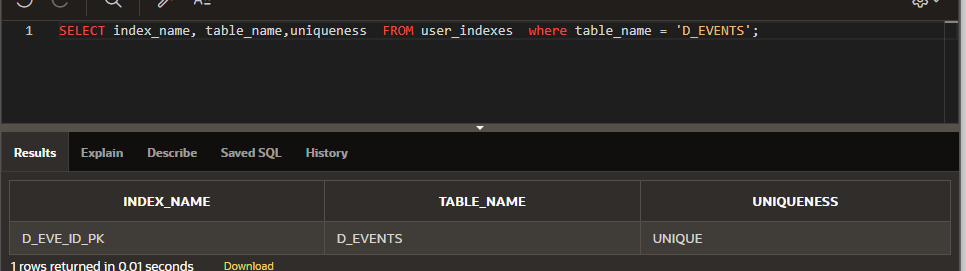 1 SELECT index_name, table_name,uniqueness  FROM user_indexes  where table_name = 'D_EVENTS';
Results Explain Describe Saved SQL History
INDEX_NAME TABLE_NAME UNIQUENESS
D_EVE_ID_PK D_EVENTS UNIQUE
1 rows returned in 0.01 seconds Download